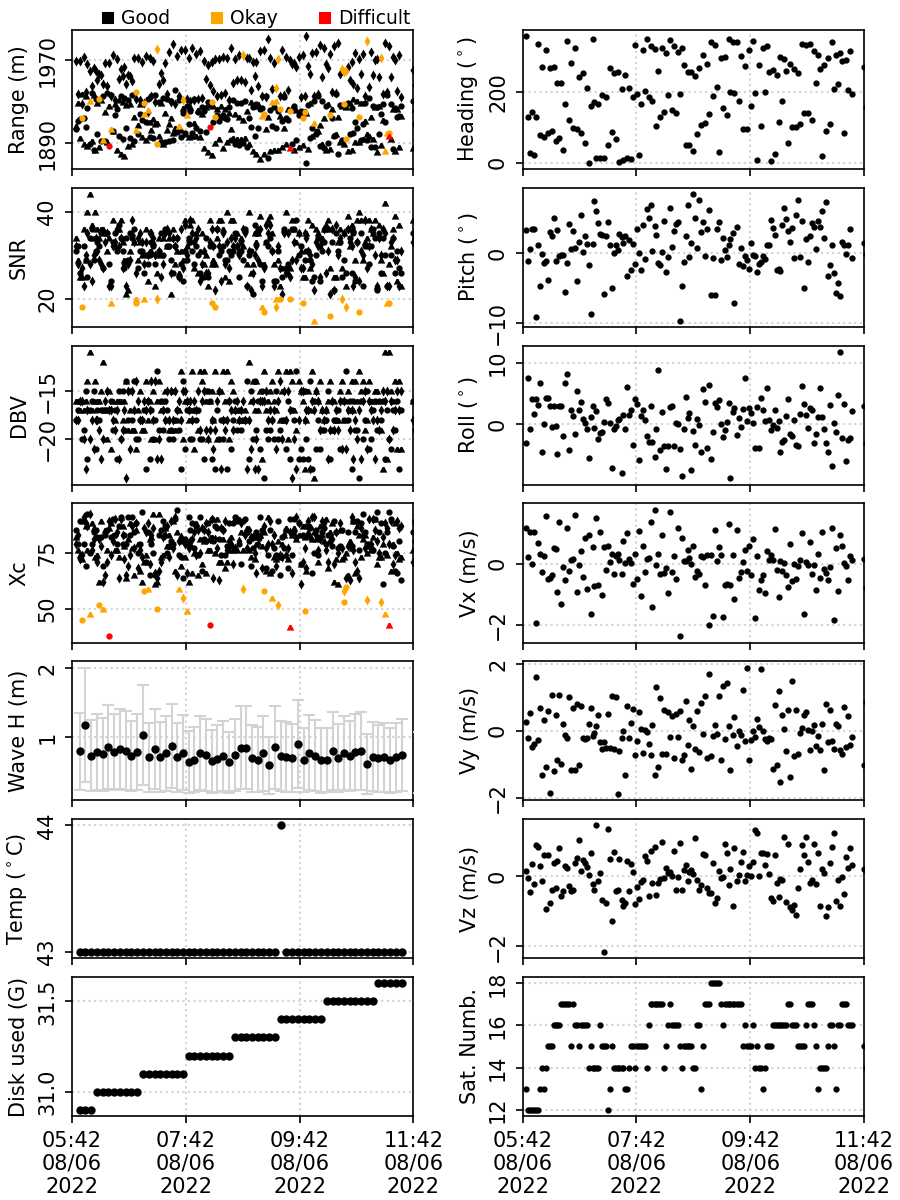 Good Okay Difficult
Range (m)
1970
1890
Heading (°)
200
0
SNR
40
20
Pitch (°)
0
−10
DBV
−15
−20
Roll (°)
10
0
Xc
75
50
Vx (m/s)
0
−2
Wave H (m)
2
1
Vy (m/s)
2
0
−2
Temp (°C)
44
43
Vz (m/s)
0
−2
Disk used (G)
31.5
31.0
Sat. Numb.
18
16
14
12
05:42 07:42 09:42 11:42 05:42 07:42 09:42 11:42
08/06 08/06 08/06 08/06 08/06 08/06 08/06 08/06
2022 2022 2022 2022 2022 2022 2022 2022